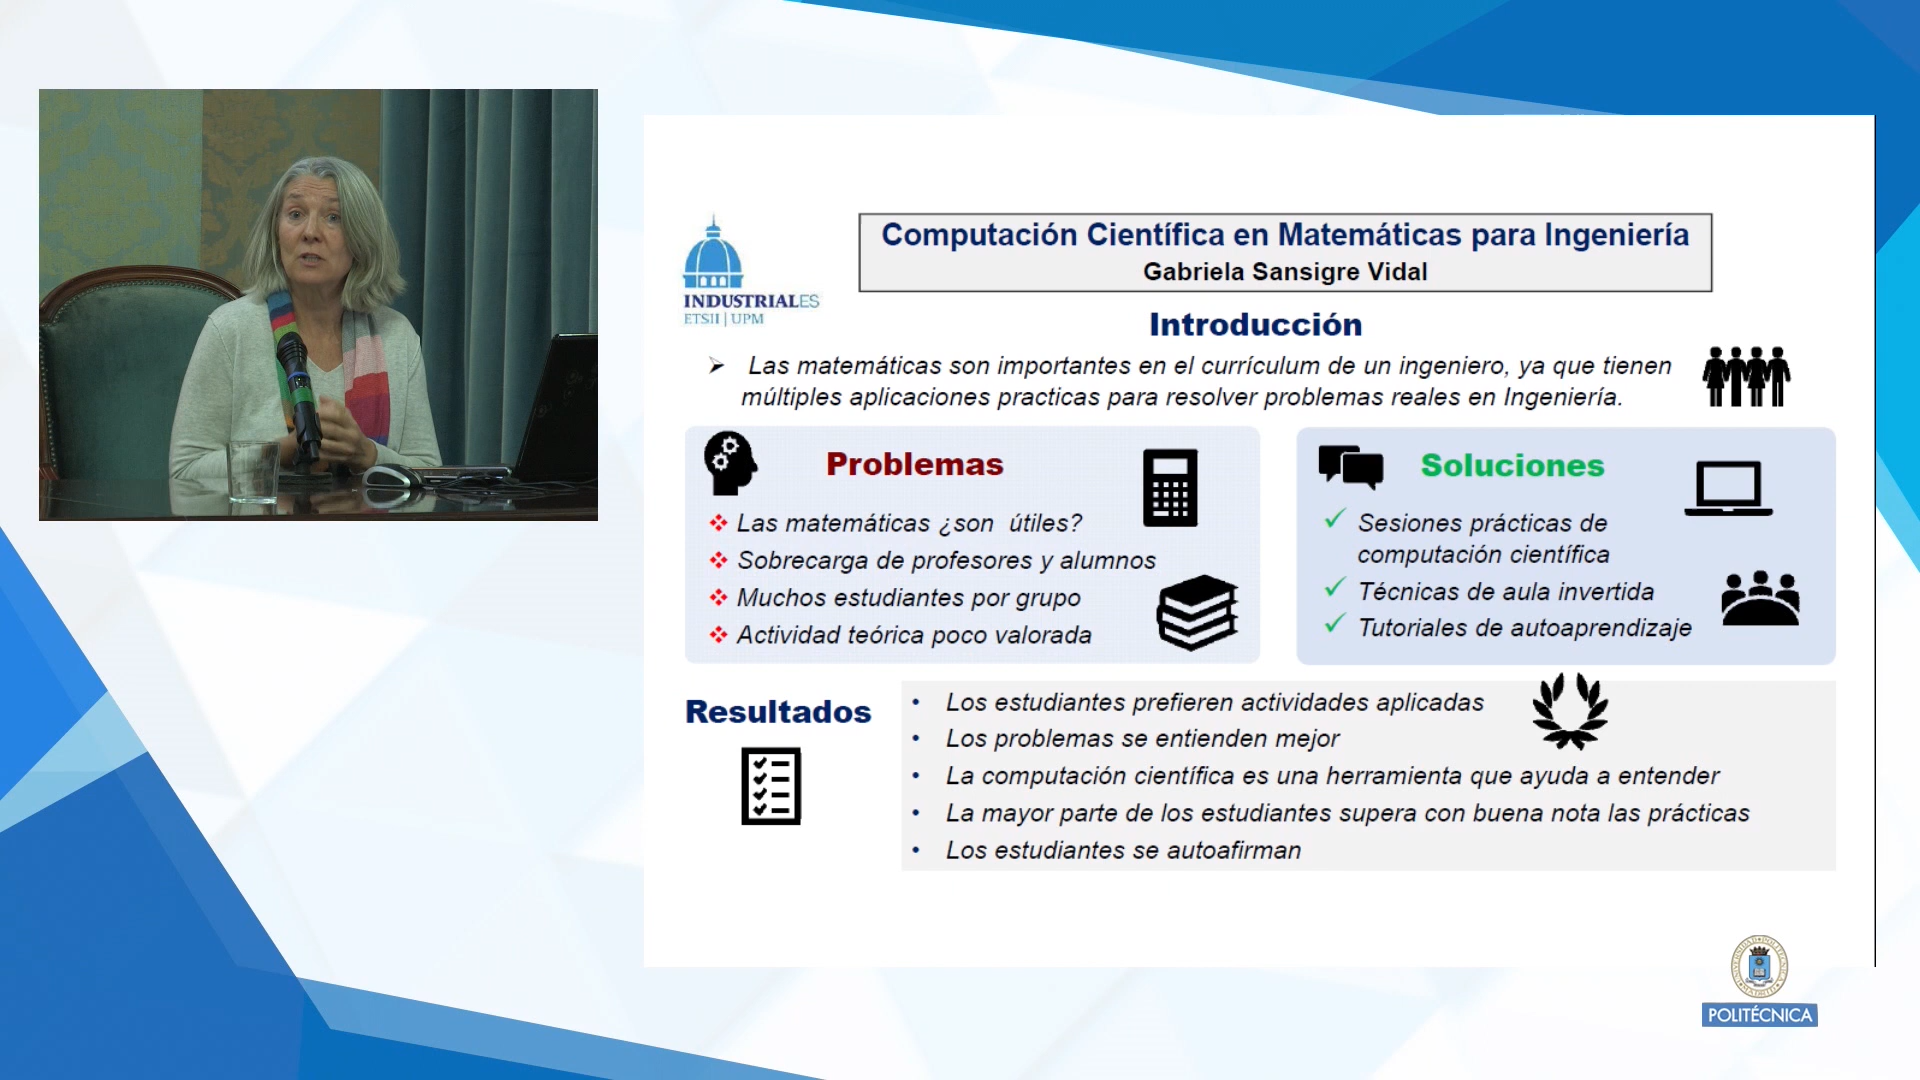 Computación Científica en Matemáticas para Ingeniería
Gabriela Sansigre Vidal
INDUSTRIALES
ETSII | UPM
Introducción
Las matemáticas son importantes en el currículum de un ingeniero, ya que tienen
múltiples aplicaciones practicas para resolver problemas reales en Ingeniería.
Problemas
Las matemáticas ¿son útiles?
Sobrecarga de profesores y alumnos
Muchos estudiantes por grupo
Actividad teórica poco valorada
Soluciones
Sesiones prácticas de
computación científica
Técnicas de aula invertida
Tutoriales de autoaprendizaje
Resultados
Los estudiantes prefieren actividades aplicadas
Los problemas se entienden mejor
La computación científica es una herramienta que ayuda a entender
La mayor parte de los estudiantes supera con buena nota las prácticas
Los estudiantes se autoafirman
POLITÉCNICA